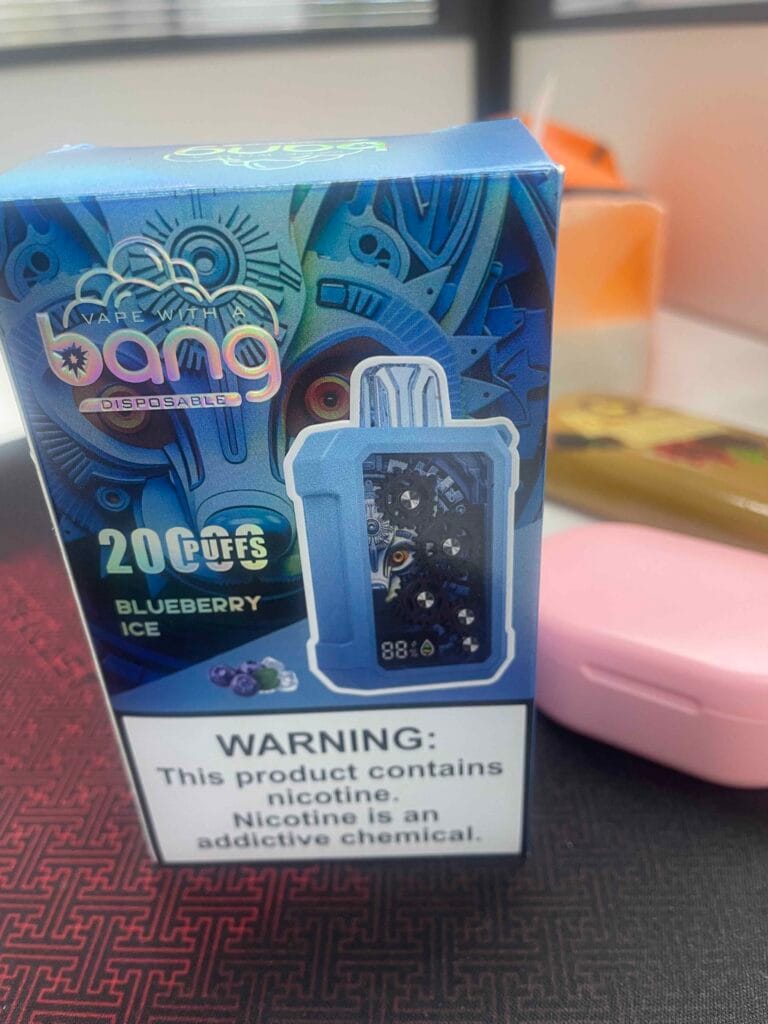 bang
VAPE WITH A
bang
DISPOSABLE
20000
PUFFS
BLUEBERRY
ICE
88%
WARNING:
This product contains
nicotine.
Nicotine is an
addictive chemical.